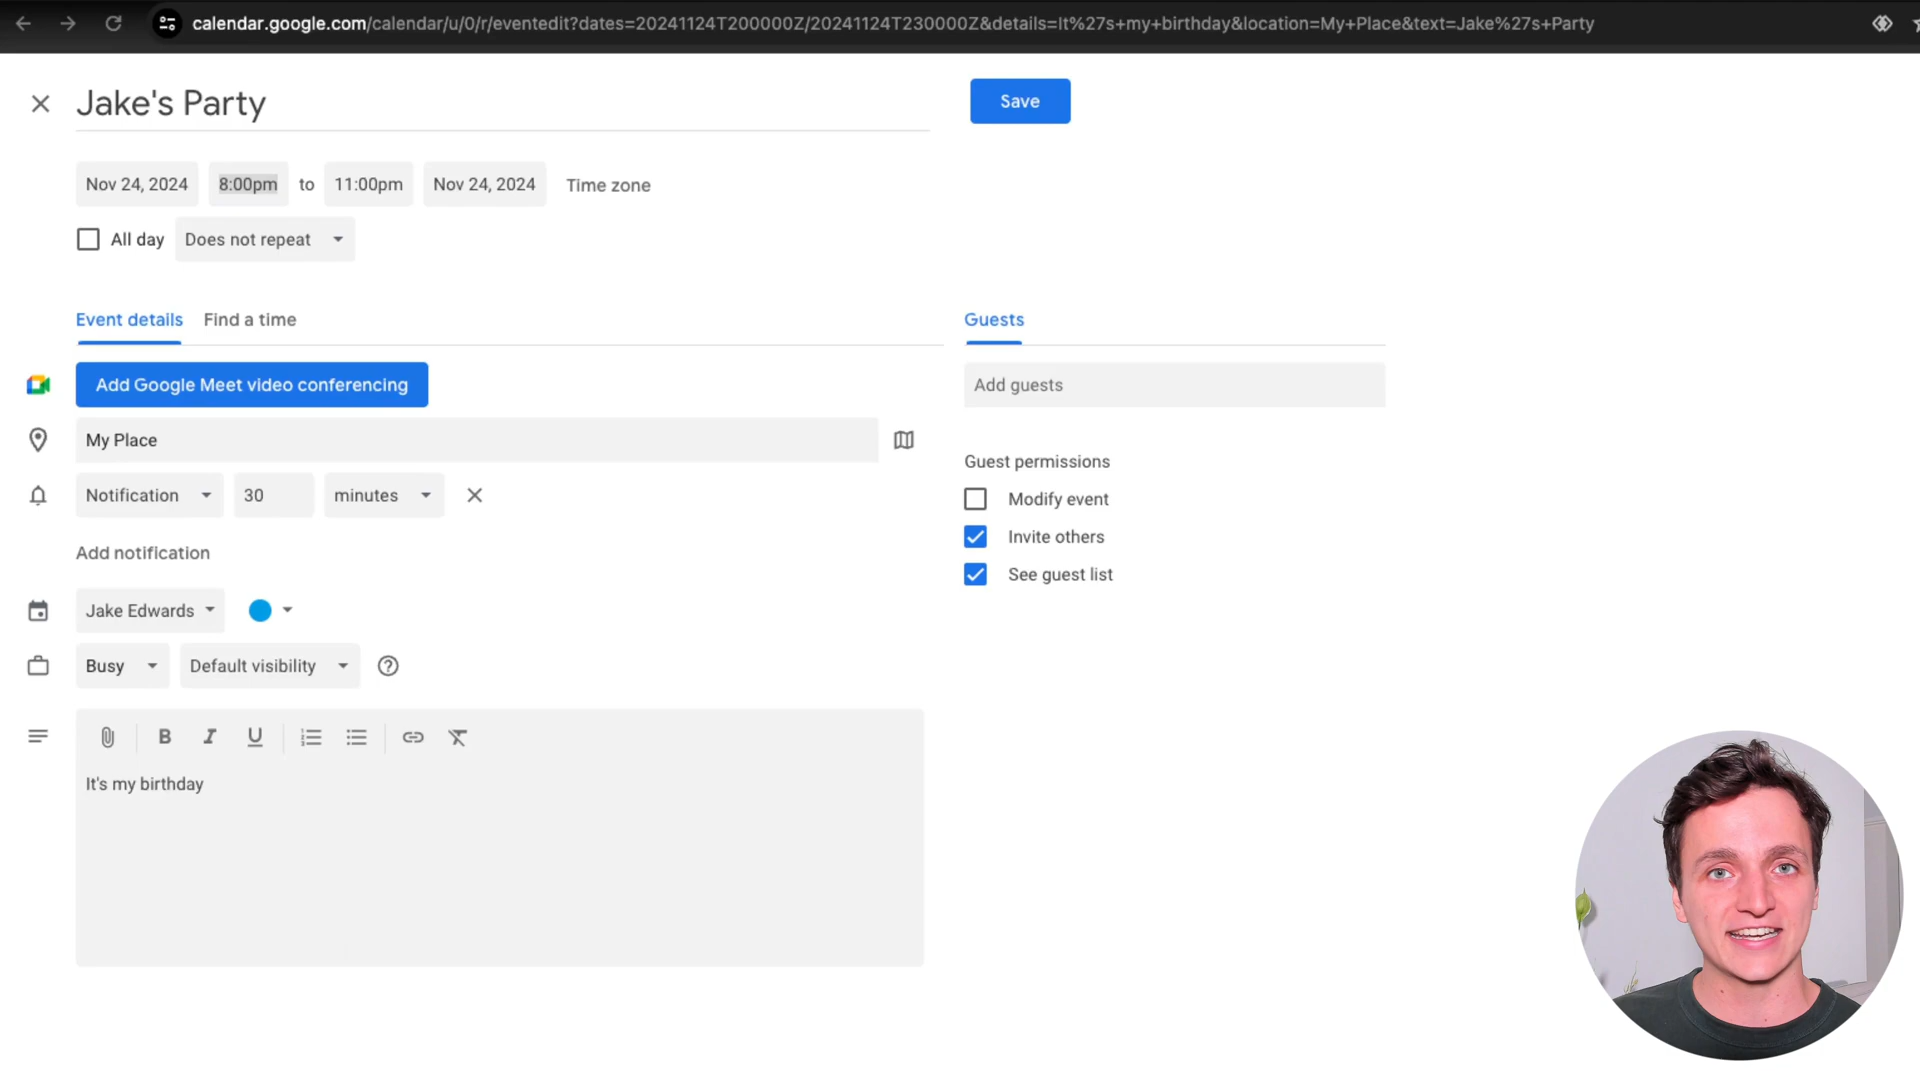 calendar.google.com/calendar/u/0/r/eventedit?dates=20241124T200000Z/20241124T230000Z&details=It%27s+my+birthday&location=My+Place&text=Jake%27s+Party
Jake's Party
Save
Nov 24, 2024 8:00pm to 11:00pm Nov 24, 2024 Time zone
All day Does not repeat
Event details Find a time
Guests
Add Google Meet video conferencing
Add guests
My Place
Guest permissions
Notification 30 minutes
Modify event
Invite others
Add notification
See guest list
Jake Edwards
Busy Default visibility
B I U
It's my birthday